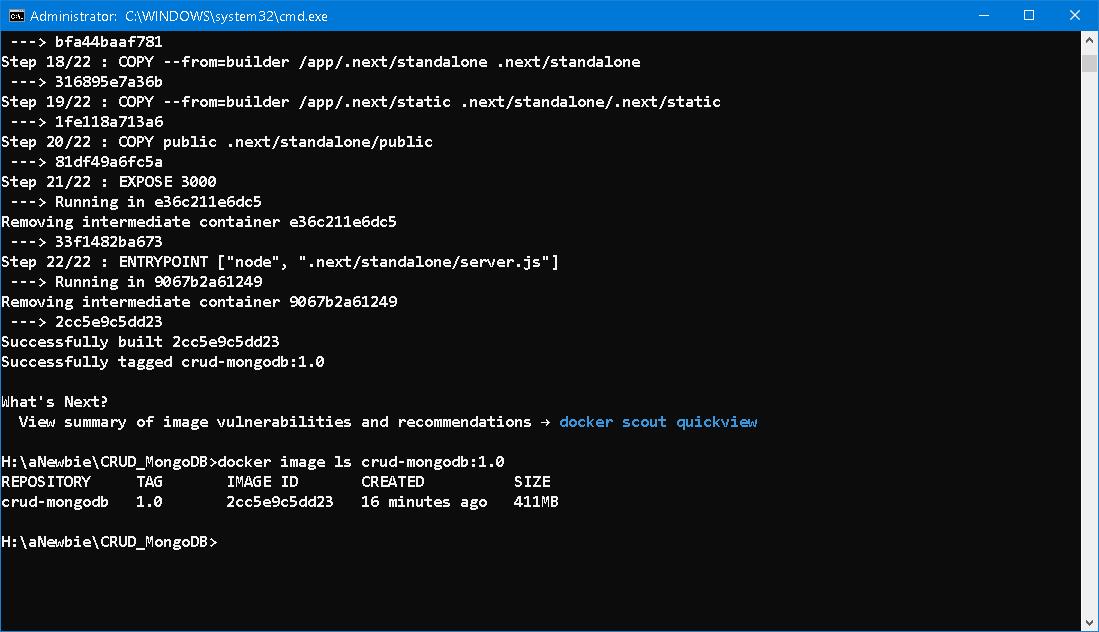 Administrator: C:\WINDOWS\system32\cmd.exe
---> bfa44baaf781
Step 18/22 : COPY --from=builder /app/.next/standalone .next/standalone
---> 316895e7a36b
Step 19/22 : COPY --from=builder /app/.next/static .next/standalone/.next/static
---> 1fe118a713a6
Step 20/22 : COPY public .next/standalone/public
---> 81df49a6fc5a
Step 21/22 : EXPOSE 3000
---> Running in e36c211e6dc5
Removing intermediate container e36c211e6dc5
---> 33f1482ba673
Step 22/22 : ENTRYPOINT ["node", ".next/standalone/server.js"]
---> Running in 9067b2a61249
Removing intermediate container 9067b2a61249
---> 2cc5e9c5dd23
Successfully built 2cc5e9c5dd23
Successfully tagged crud-mongodb:1.0
What's Next?
View summary of image vulnerabilities and recommendations → docker scout quickview
H:\aNewbie\CRUD_MongoDB>docker image ls crud-mongodb:1.0
REPOSITORY TAG IMAGE ID CREATED SIZE
crud-mongodb 1.0 2cc5e9c5dd23 16 minutes ago 411MB
H:\aNewbie\CRUD_MongoDB>